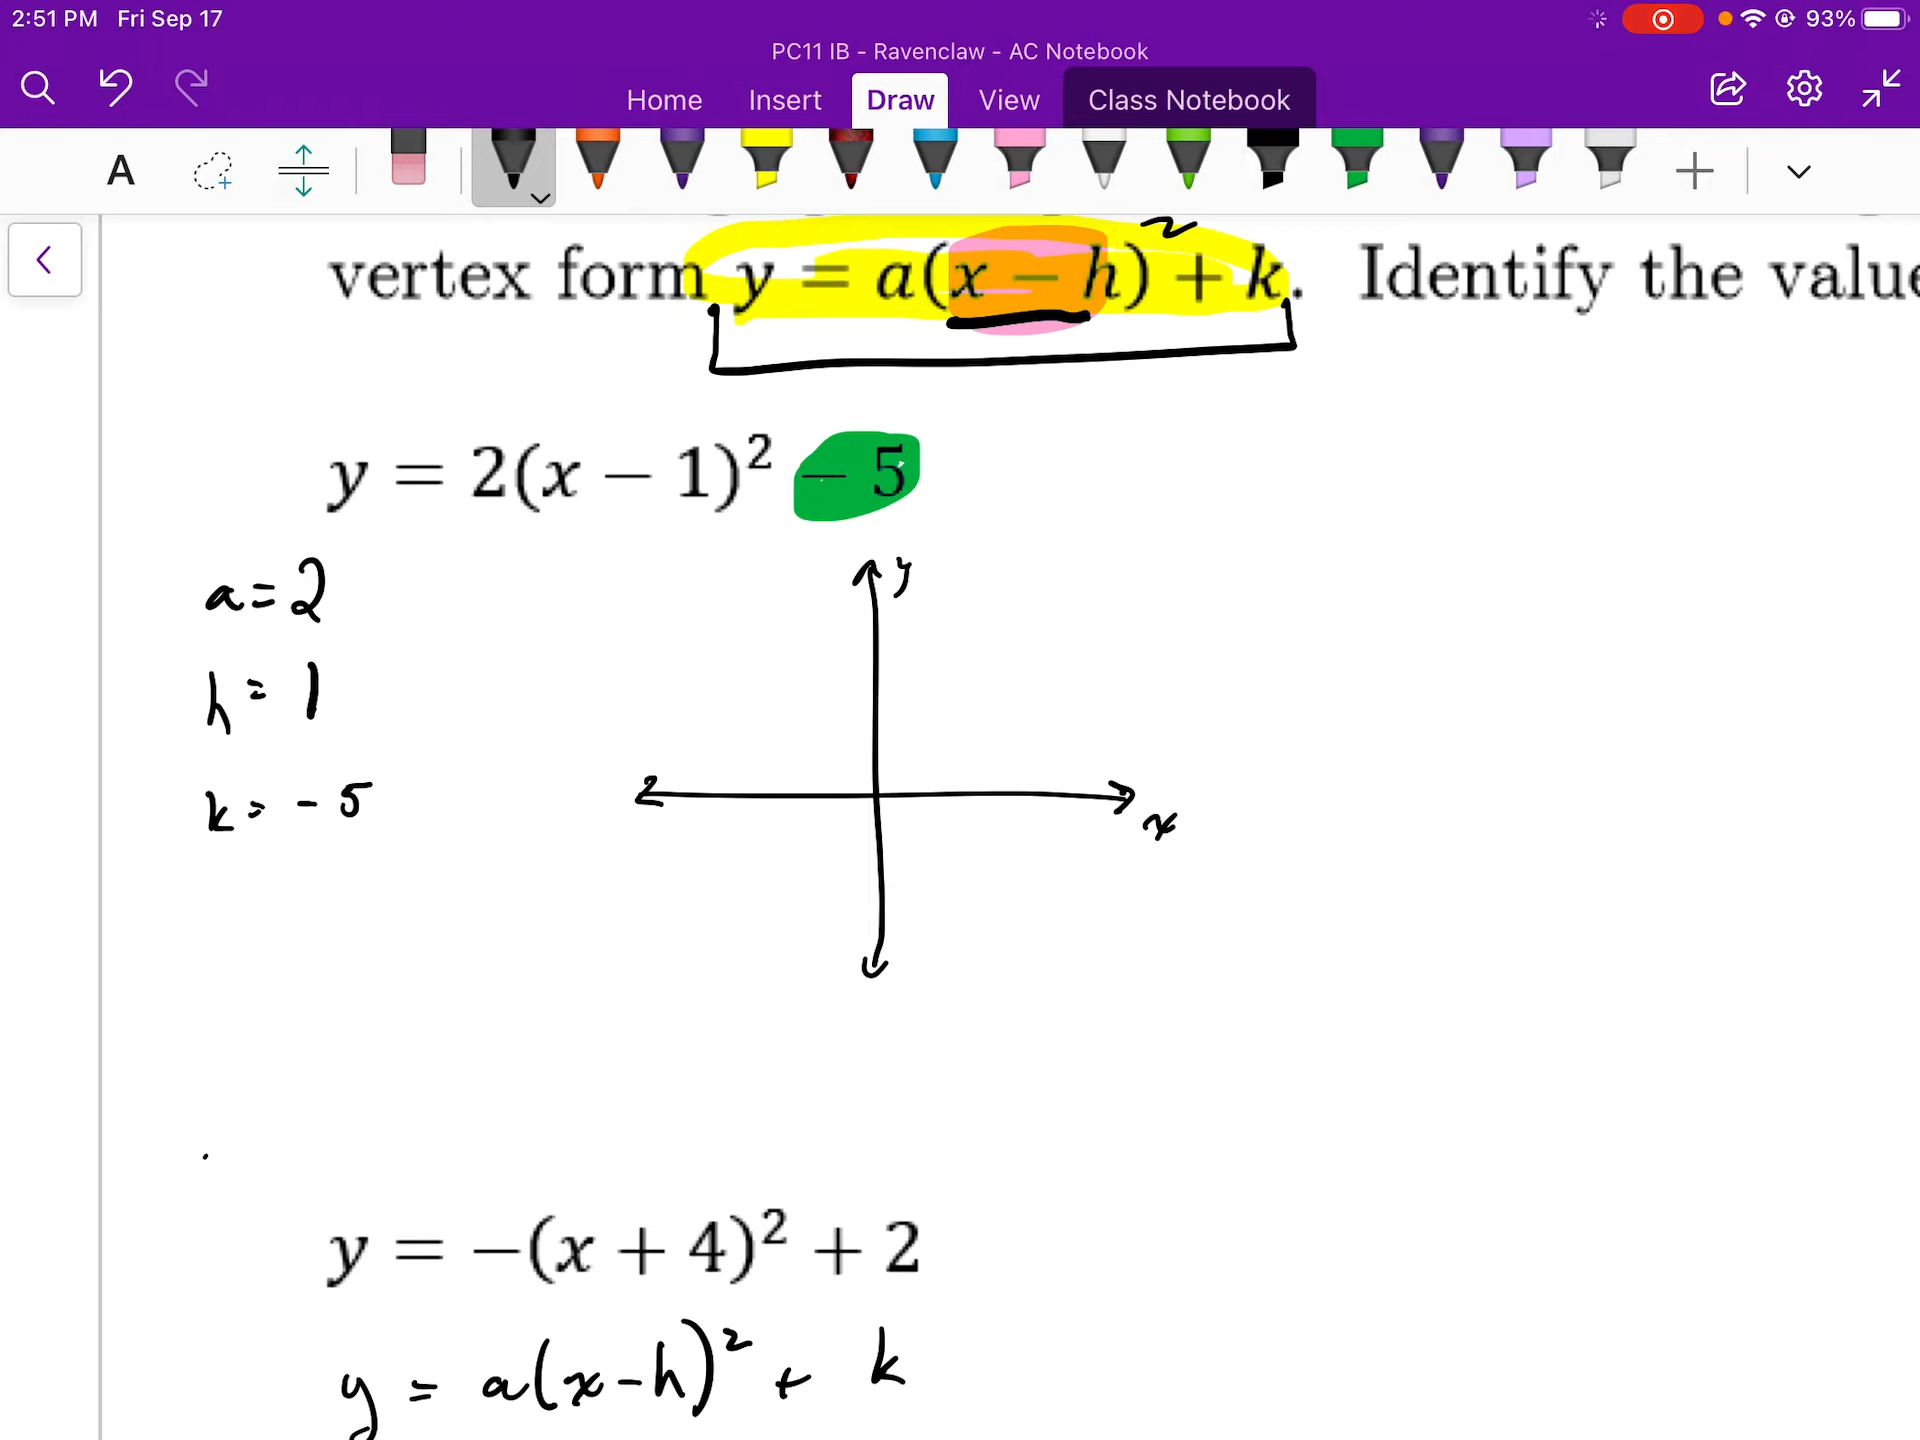 2:51 PM Fri Sep 17
93%
PC11 IB - Ravenclaw - AC Notebook
Home Insert Draw View Class Notebook
A
vertex form y = a(x − h)² + k. Identify the value
y = 2(x − 1)² − 5
a = 2
y
h = 1
k = - 5
x
y = −(x + 4)² + 2
y = a(x - h)² + k